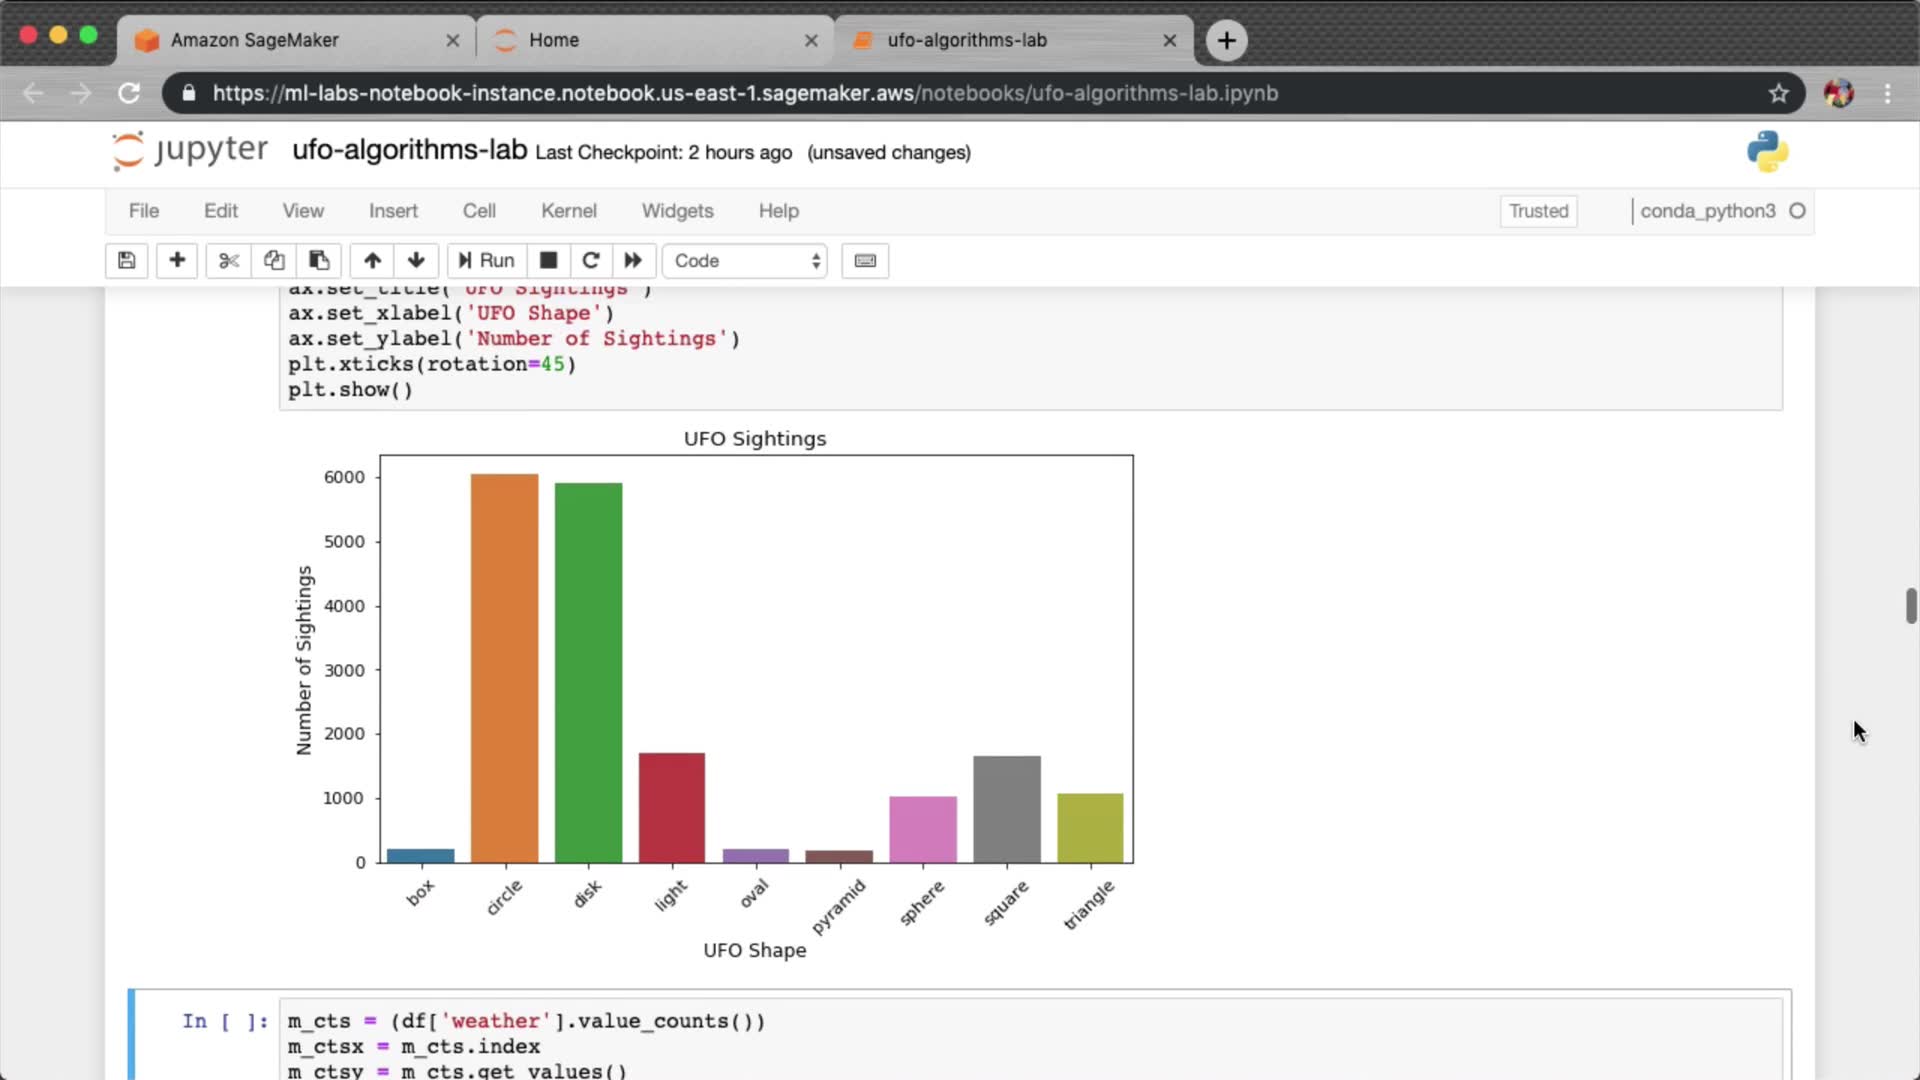 Amazon SageMaker
Home
ufo-algorithms-lab
https://ml-labs-notebook-instance.notebook.us-east-1.sagemaker.aws/notebooks/ufo-algorithms-lab.ipynb
jupyter ufo-algorithms-lab Last Checkpoint: 2 hours ago (unsaved changes)
File Edit View Insert Cell Kernel Widgets Help Trusted conda_python3
Run Code
ax.set_title('UFO Sightings')
ax.set_xlabel('UFO Shape')
ax.set_ylabel('Number of Sightings')
plt.xticks(rotation=45)
plt.show()
UFO Sightings
Number of Sightings
6000
5000
4000
3000
2000
1000
0
box circle disk light oval pyramid sphere square triangle
UFO Shape
In [ ]: m_cts = (df['weather'].value_counts())
m_ctsx = m_cts.index
m_ctsy = m_cts.get_values()